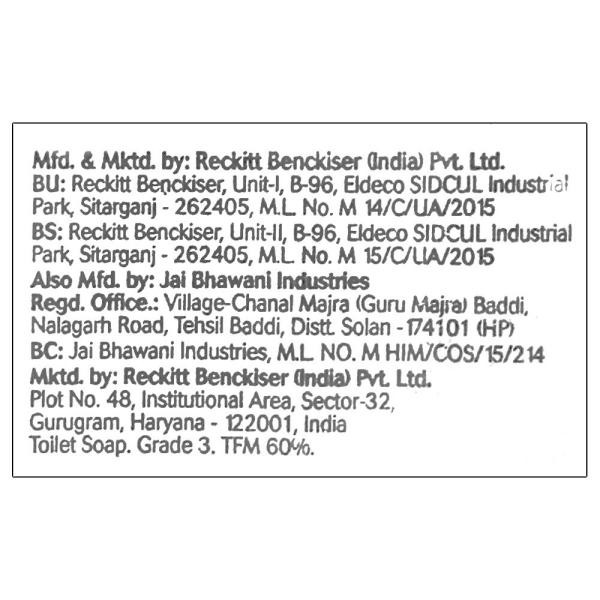 Mfd. & Mktd. by: Reckitt Benckiser (India) Pvt. Ltd.
BU: Reckitt Benckiser, Unit-I, B-96, Eldeco SIDCUL Industrial
Park, Sitarganj - 262405, M.L. No. M 14/C/UA/2015
BS: Reckitt Benckiser, Unit-II, B-96, Eldeco SIDCUL Industrial
Park, Sitarganj - 262405, M.L. No. M 15/C/UA/2015
Also Mfd. by: Jai Bhawani Industries
Regd. Office.: Village-Chanal Majra (Guru Majra) Baddi,
Nalagarh Road, Tehsil Baddi, Distt. Solan - 174101 (HP)
BC: Jai Bhawani Industries, M.L. NO. M HIM/COS/15/214
Mktd. by: Reckitt Benckiser (India) Pvt. Ltd.
Plot No. 48, Institutional Area, Sector-32,
Gurugram, Haryana - 122001, India
Toilet Soap. Grade 3. TFM 60%.